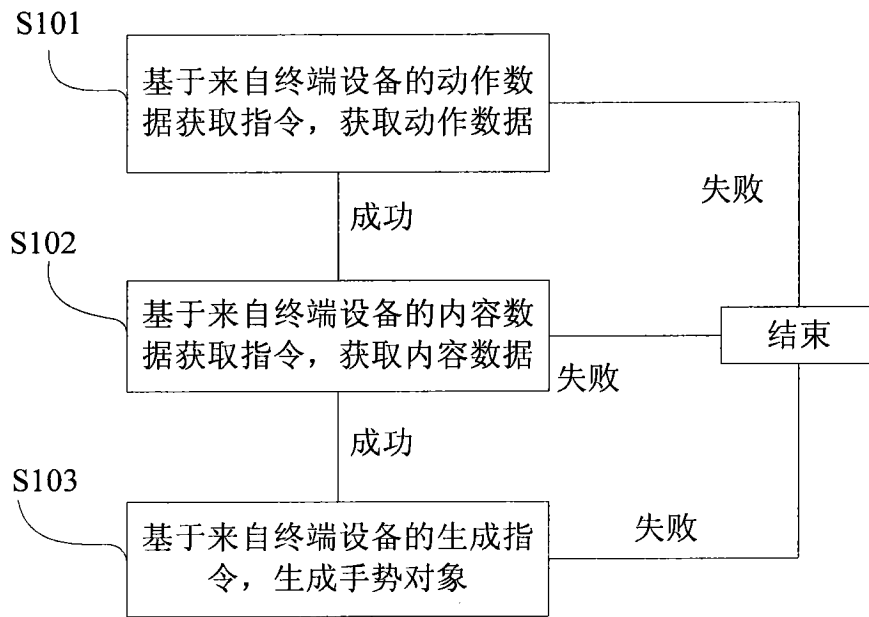 S101
基于来自终端设备的动作数
据获取指令，获取动作数据
失败
成功
S102
基于来自终端设备的内容数
据获取指令，获取内容数据
结束
失败
成功
S103
基于来自终端设备的生成指
令，生成手势对象
失败